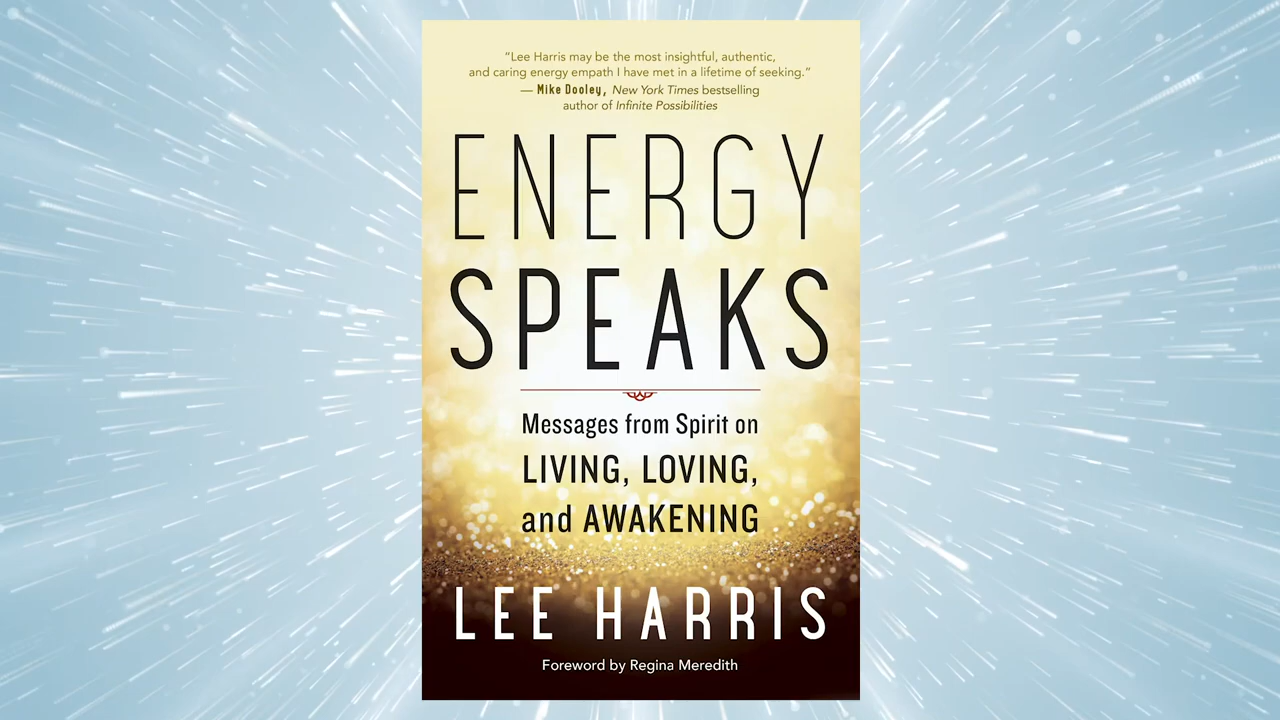 “Lee Harris may be the most insightful, authentic,
and caring energy empath I have met in a lifetime of seeking.”
— Mike Dooley, New York Times bestselling
author of Infinite Possibilities
ENERGY
SPEAKS
Messages from Spirit on
LIVING, LOVING,
and AWAKENING
LEE HARRIS
Foreword by Regina Meredith